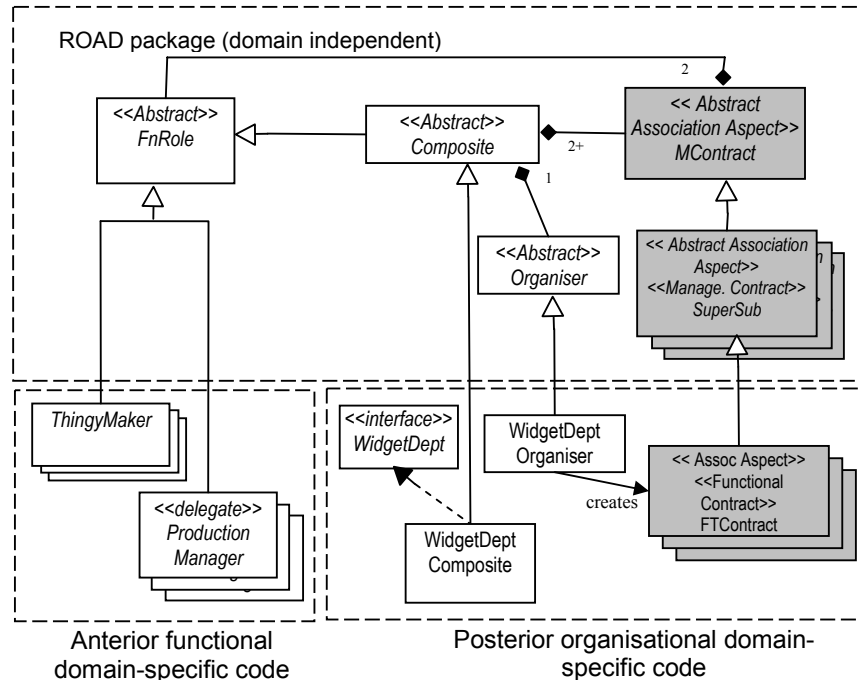 ROAD package (domain independent)
2
<<Abstract>>
FnRole
<<Abstract>>
Composite
2+
<< Abstract
Association Aspect>>
MContract
1
<<Abstract>>
Organiser
<< Abstract Association
Aspect>>
<<Manage. Contract>>
SuperSub
ThingyMaker
<<delegate>>
Production
Manager
<<interface>>
WidgetDept
WidgetDept
Organiser
creates
<< Assoc Aspect>>
<<Functional
Contract>>
FTContract
WidgetDept
Composite
Anterior functional
domain-specific code
Posterior organisational domain-
specific code